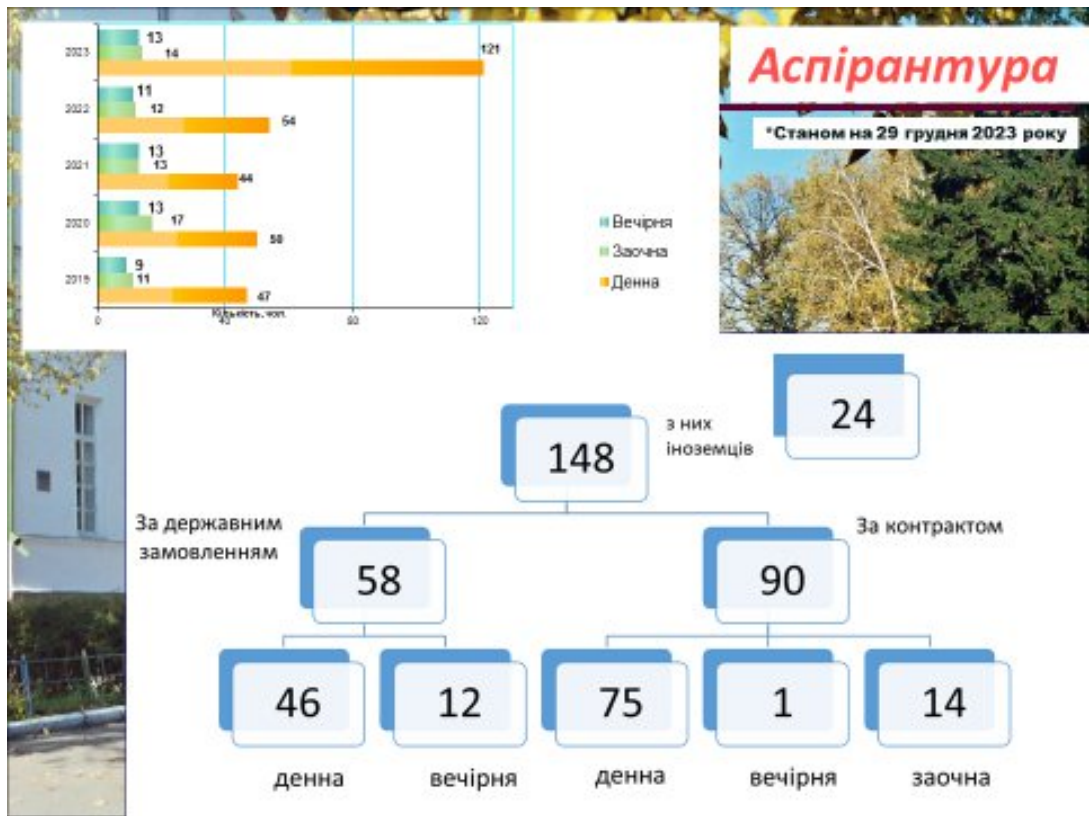 Аспірантура
*Станом на 29 грудня 2023 року
2023
13
14
121
2022
11
12
54
2021
13
13
44
2020
13
17
50
2019
9
11
47
0
40
80
120
Кількість, чол.
Вечірня
Заочна
Денна
148
з них
іноземців
24
За державним
замовленням
58
За контрактом
90
46
12
75
1
14
денна
вечірня
денна
вечірня
заочна